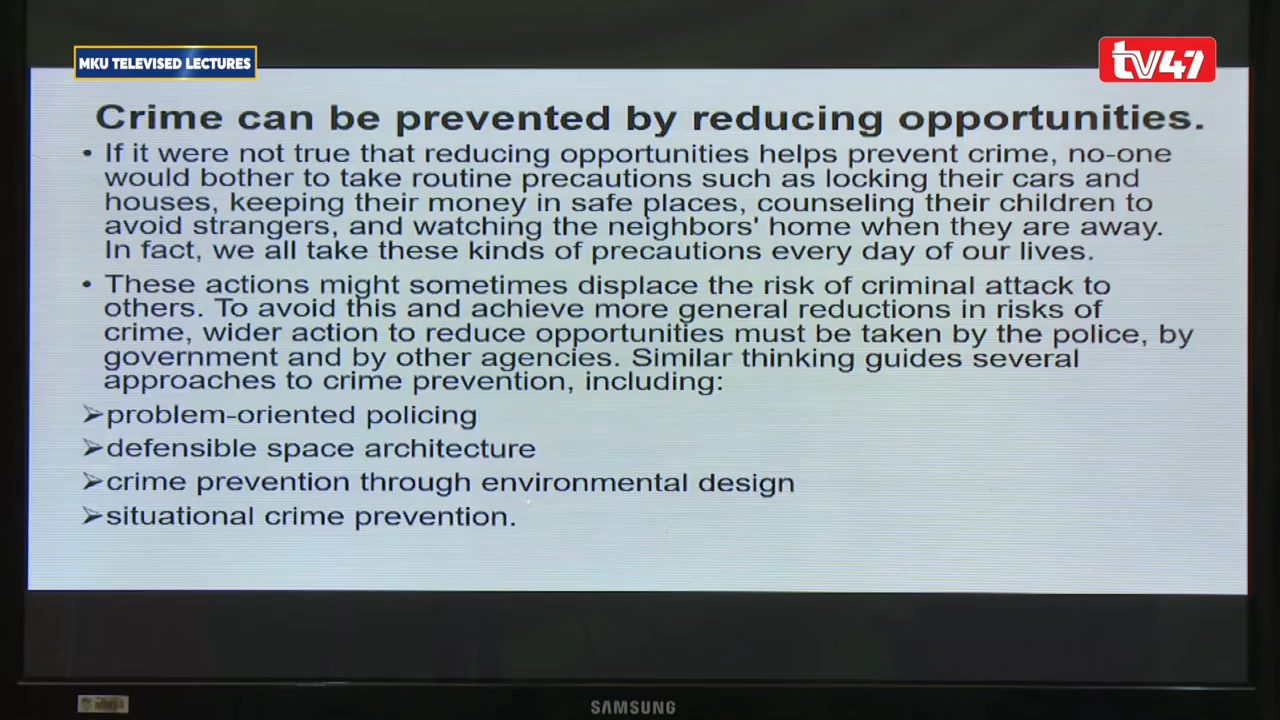 MKU TELEVISED LECTURES
tv47
Crime can be prevented by reducing opportunities.
• If it were not true that reducing opportunities helps prevent crime, no-one
would bother to take routine precautions such as locking their cars and
houses, keeping their money in safe places, counseling their children to
avoid strangers, and watching the neighbors' home when they are away.
In fact, we all take these kinds of precautions every day of our lives.
• These actions might sometimes displace the risk of criminal attack to
others. To avoid this and achieve more general reductions in risks of
crime, wider action to reduce opportunities must be taken by the police, by
government and by other agencies. Similar thinking guides several
approaches to crime prevention, including:
➢problem-oriented policing
➢defensible space architecture
➢crime prevention through environmental design
➢situational crime prevention.
SAMSUNG